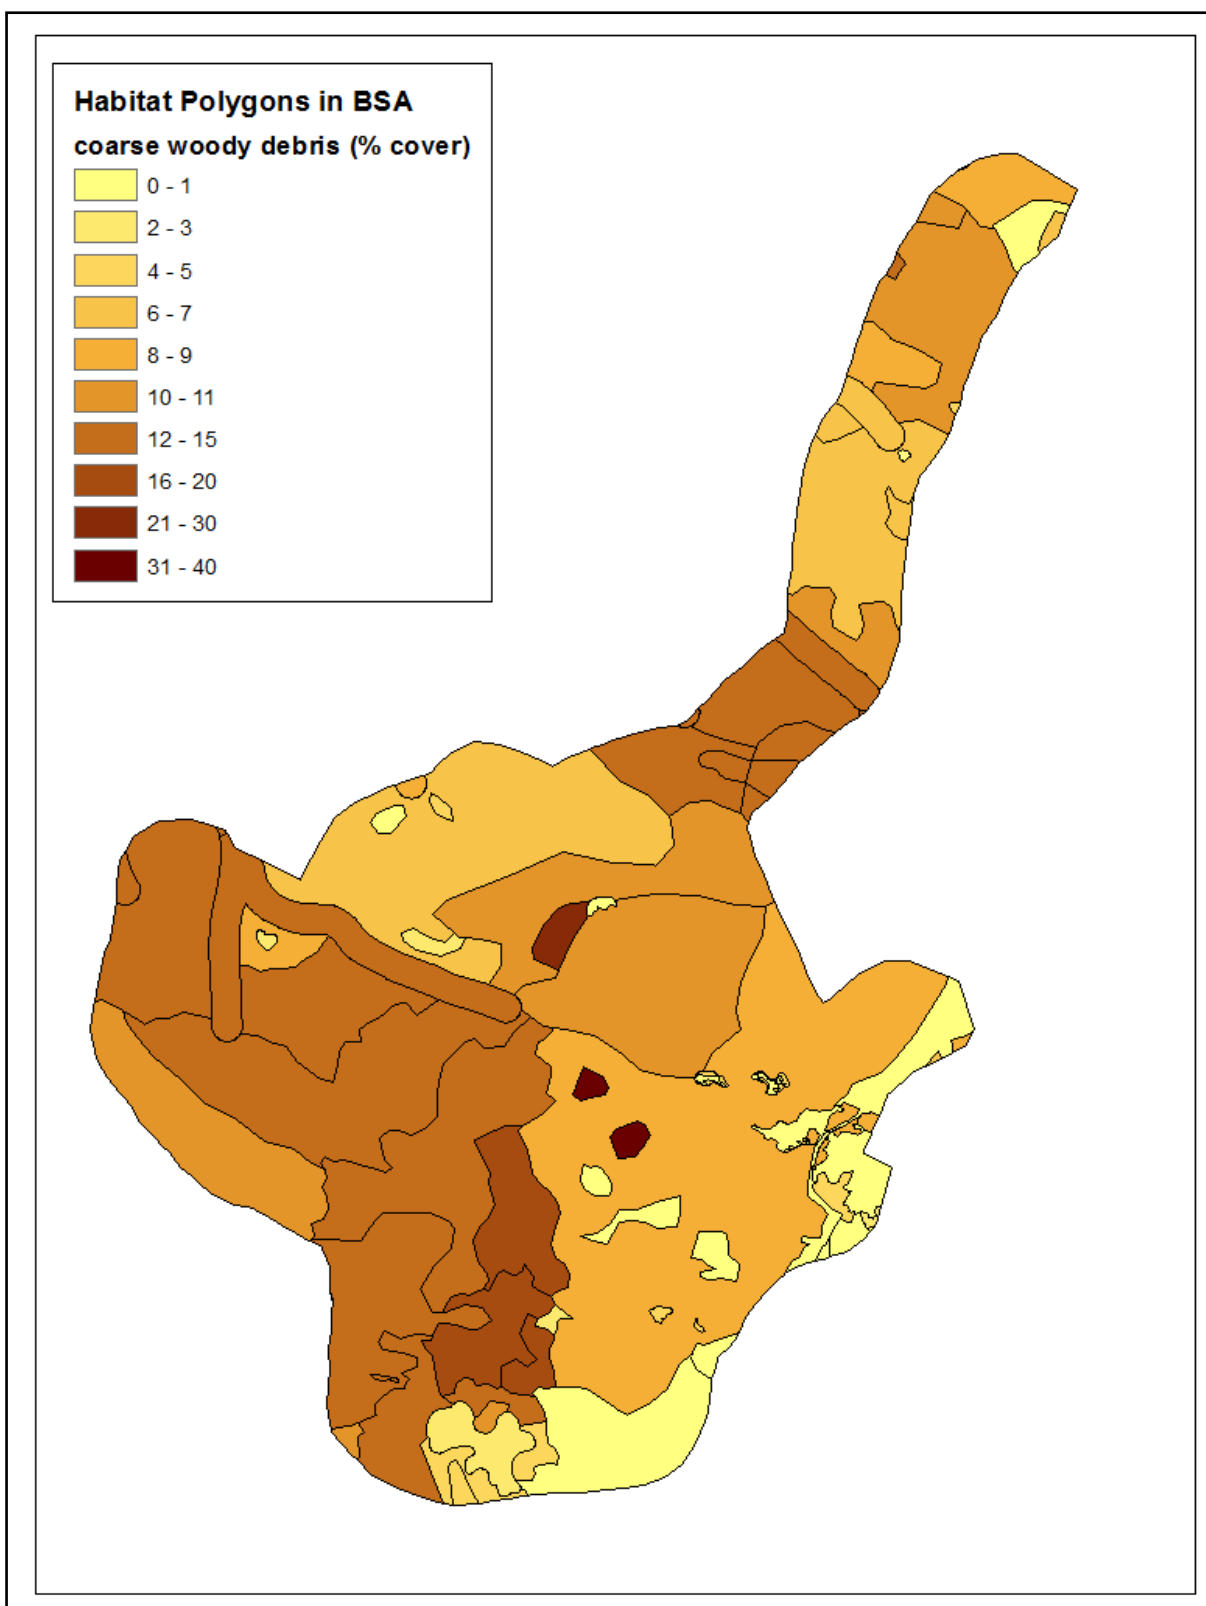 Habitat Polygons in BSA
coarse woody debris (% cover)
0 - 1
2 - 3
4 - 5
6 - 7
8 - 9
10 - 11
12 - 15
16 - 20
21 - 30
31 - 40